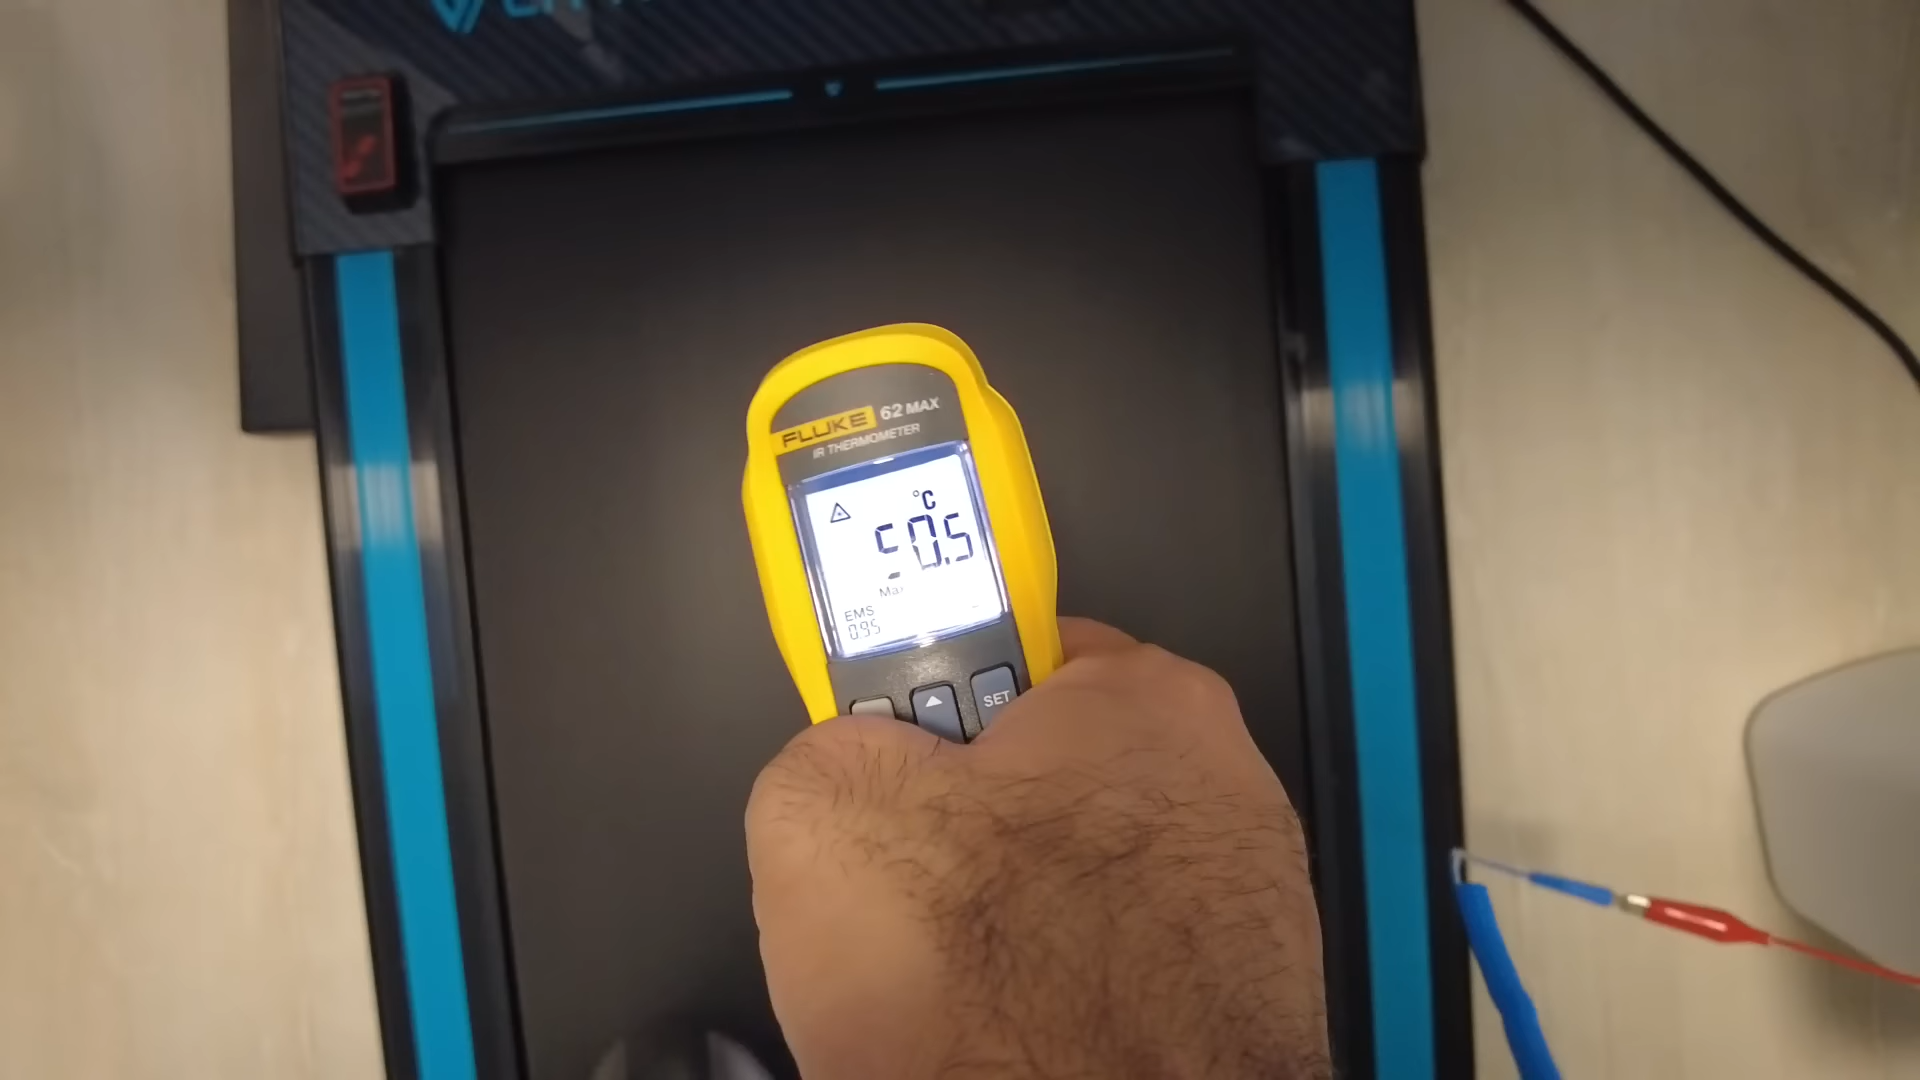 FLUKE 62 MAX
IR THERMOMETER
°C
50.5
Max
EMS
0.95
SET